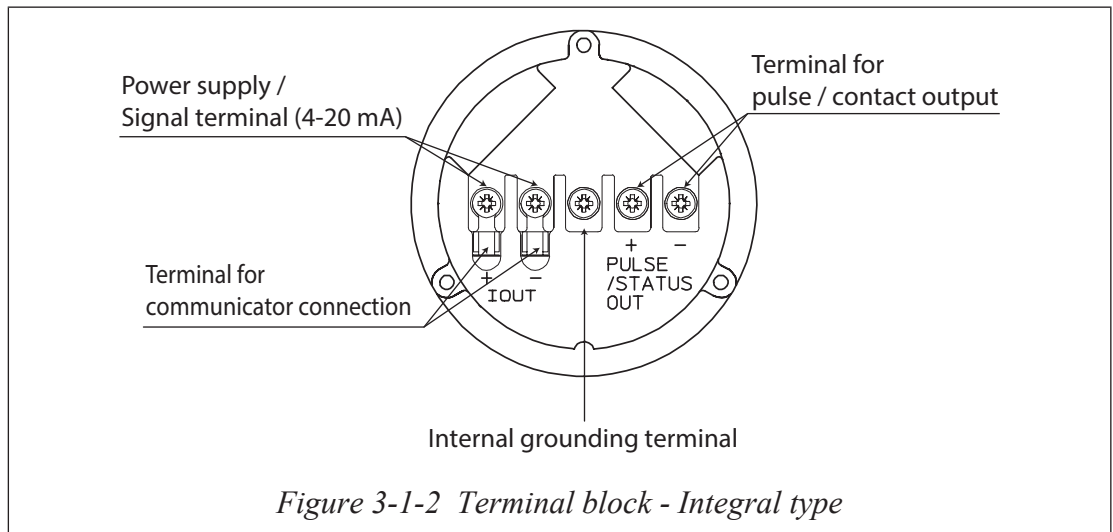 Power supply /
Signal terminal (4-20 mA)
Terminal for
pulse / contact output
+ -
PULSE
/STATUS
OUT
+ -
IOUT
Terminal for
communicator connection
Internal grounding terminal
Figure 3-1-2 Terminal block - Integral type